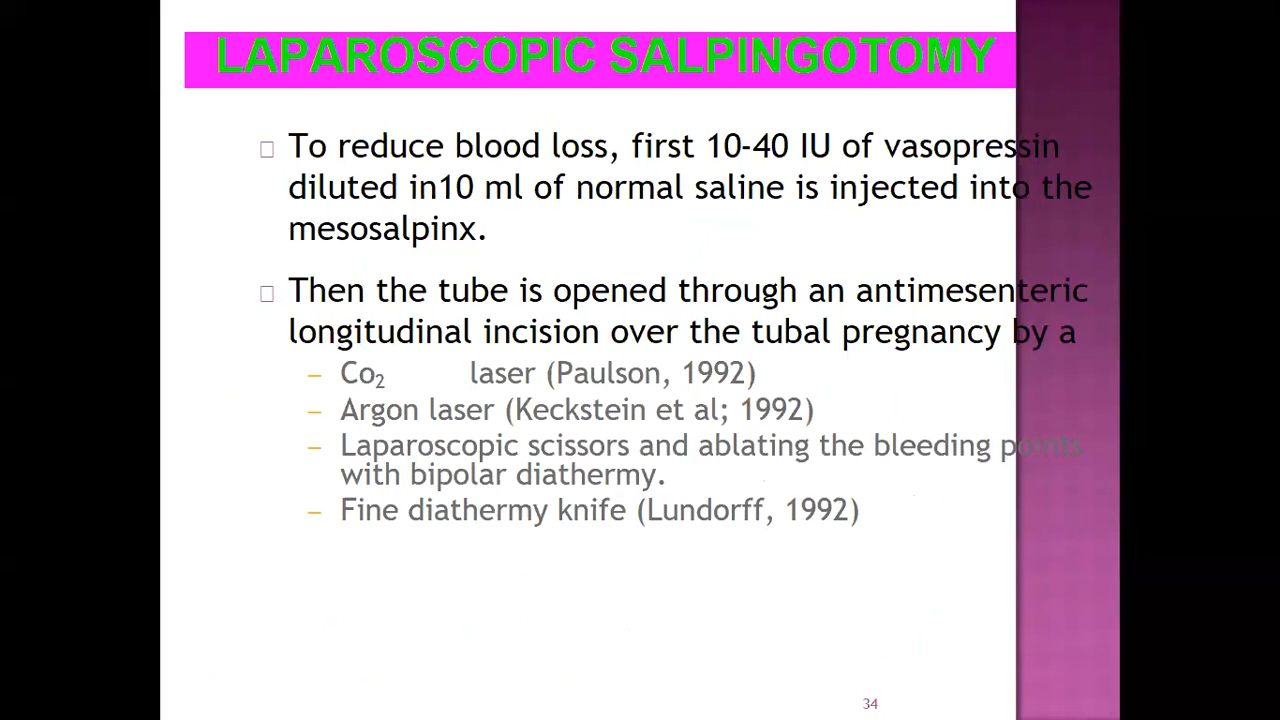 LAPAROSCOPIC SALPINGOTOMY
To reduce blood loss, first 10-40 IU of vasopressin
diluted in10 ml of normal saline is injected into the
mesosalpinx.
Then the tube is opened through an antimesenteric
longitudinal incision over the tubal pregnancy by a
– Co₂ laser (Paulson, 1992)
– Argon laser (Keckstein et al; 1992)
– Laparoscopic scissors and ablating the bleeding points
with bipolar diathermy.
– Fine diathermy knife (Lundorff, 1992)
34